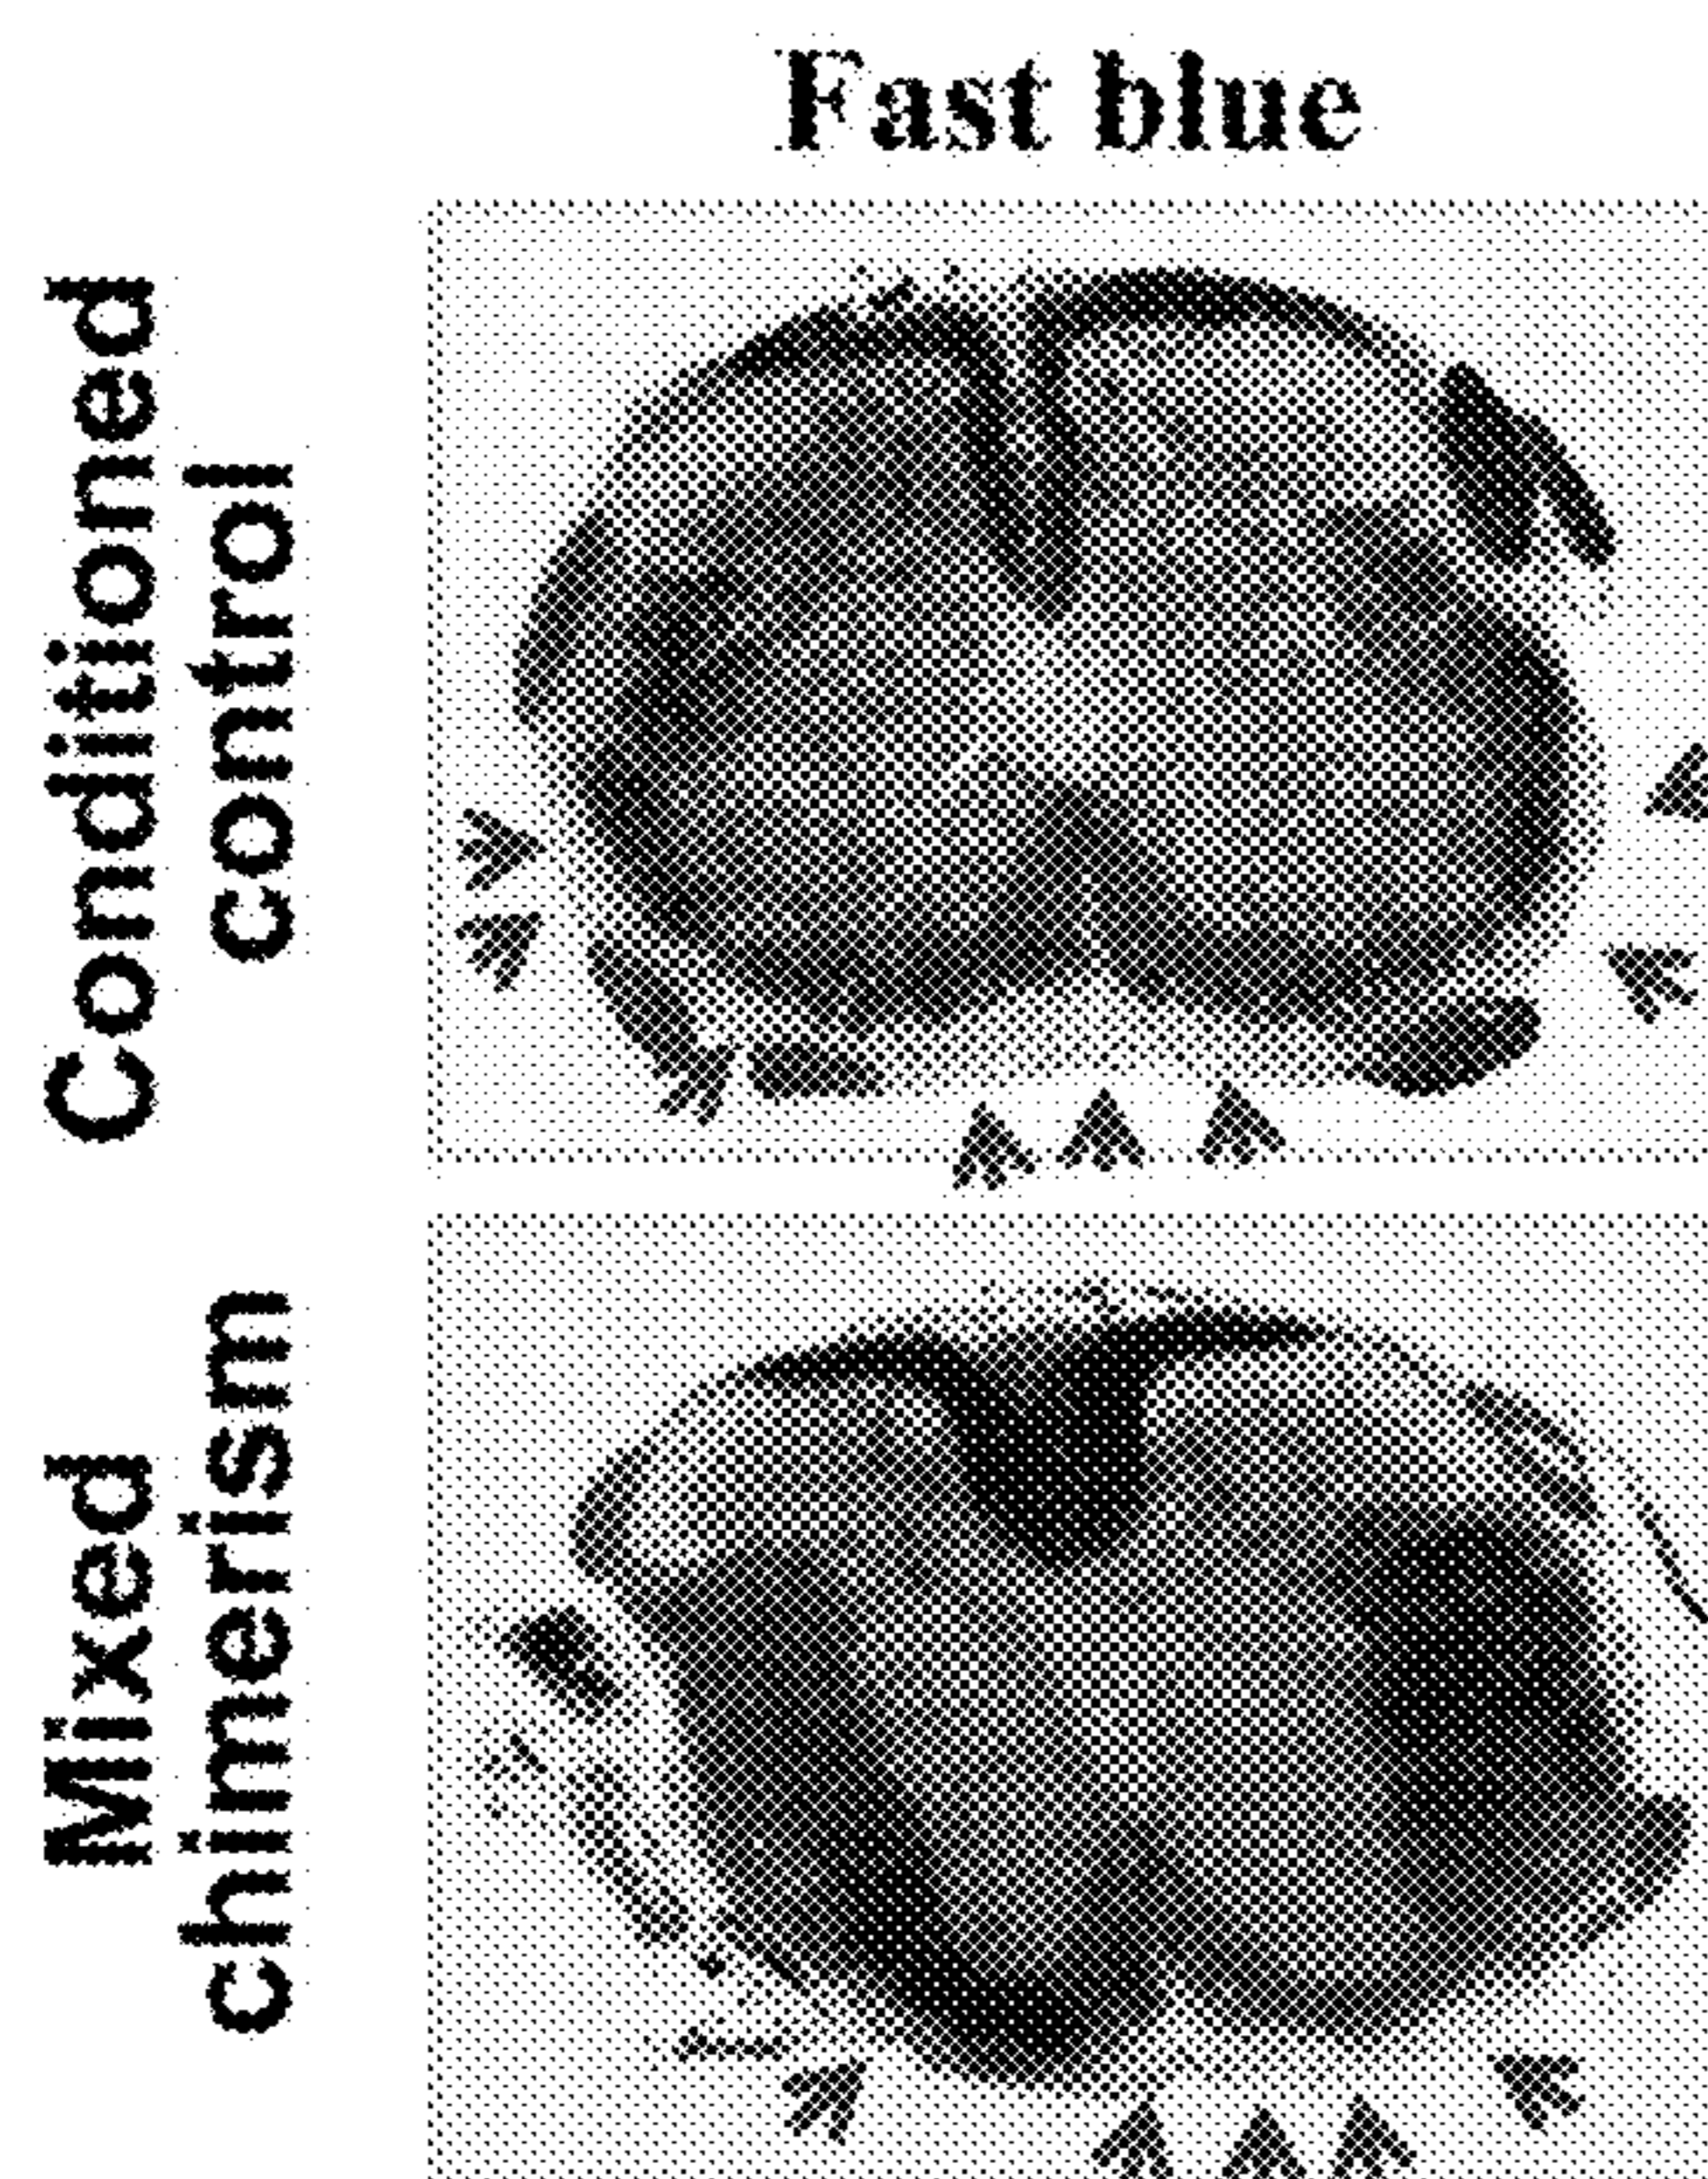 Fast blue
Conditioned
control
Mixed
chimerism